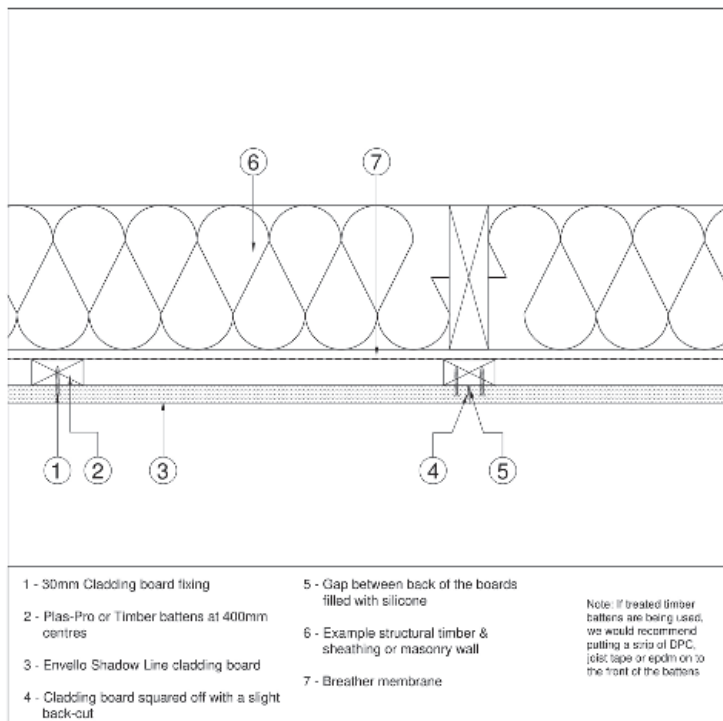 6
7
1
2
3
4
5
1 - 30mm Cladding board fixing
2 - Plas-Pro or Timber battens at 400mm
centres
3 - Envello Shadow Line cladding board
4 - Cladding board squared off with a slight
back-cut
5 - Gap between back of the boards
filled with silicone
6 - Example structural timber &
sheathing or masonry wall
7 - Breather membrane
Note: If treated timber
battens are being used,
we would recommend
putting a strip of DPC,
joist tape or epdm on to
the front of the battens